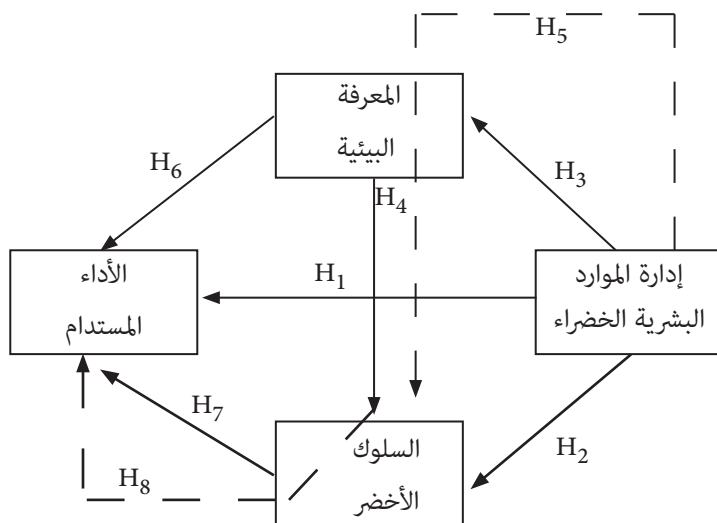 H5
المعرفة
البيئية
H6
H3
H4
إدارة الموارد
البشرية الخضراء
الأداء
المستدام
H1
H7
H2
السلوك
الأخضر
H8